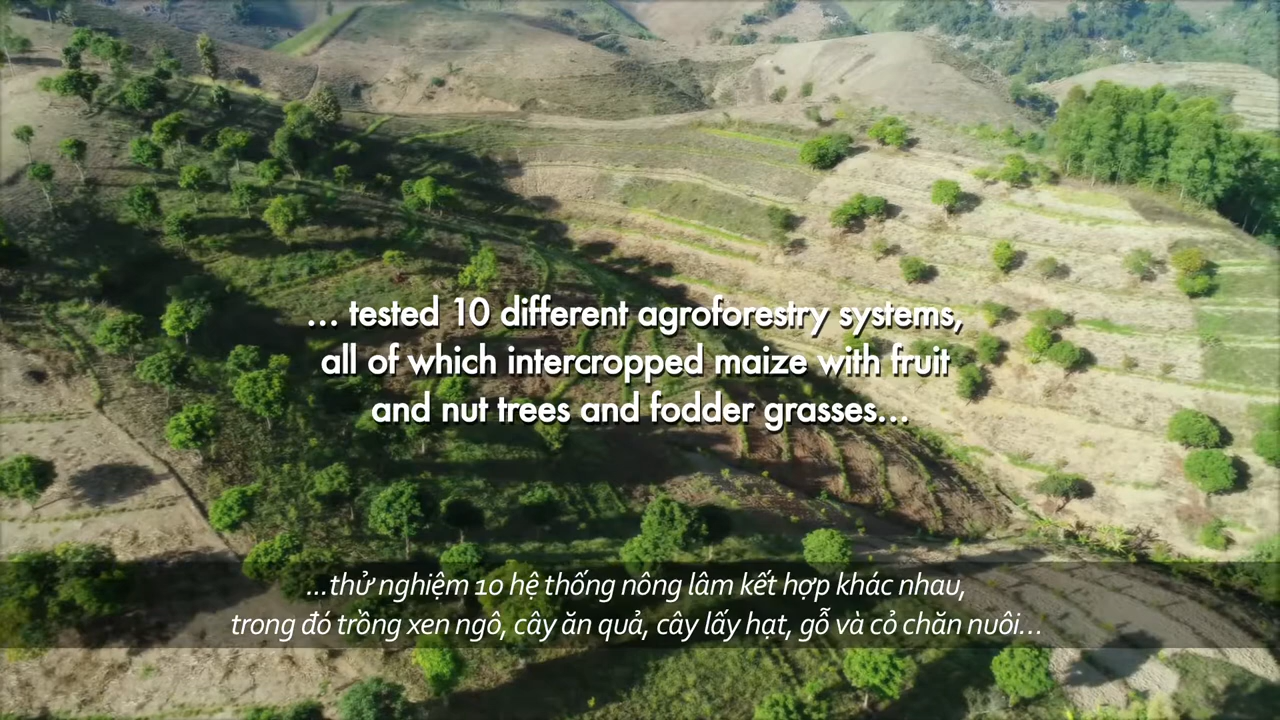 ... tested 10 different agroforestry systems,
all of which intercropped maize with fruit
and nut trees and fodder grasses...
...thử nghiệm 10 hệ thống nông lâm kết hợp khác nhau,
trong đó trồng xen ngô, cây ăn quả, cây lấy hạt, gỗ và cỏ chăn nuôi...